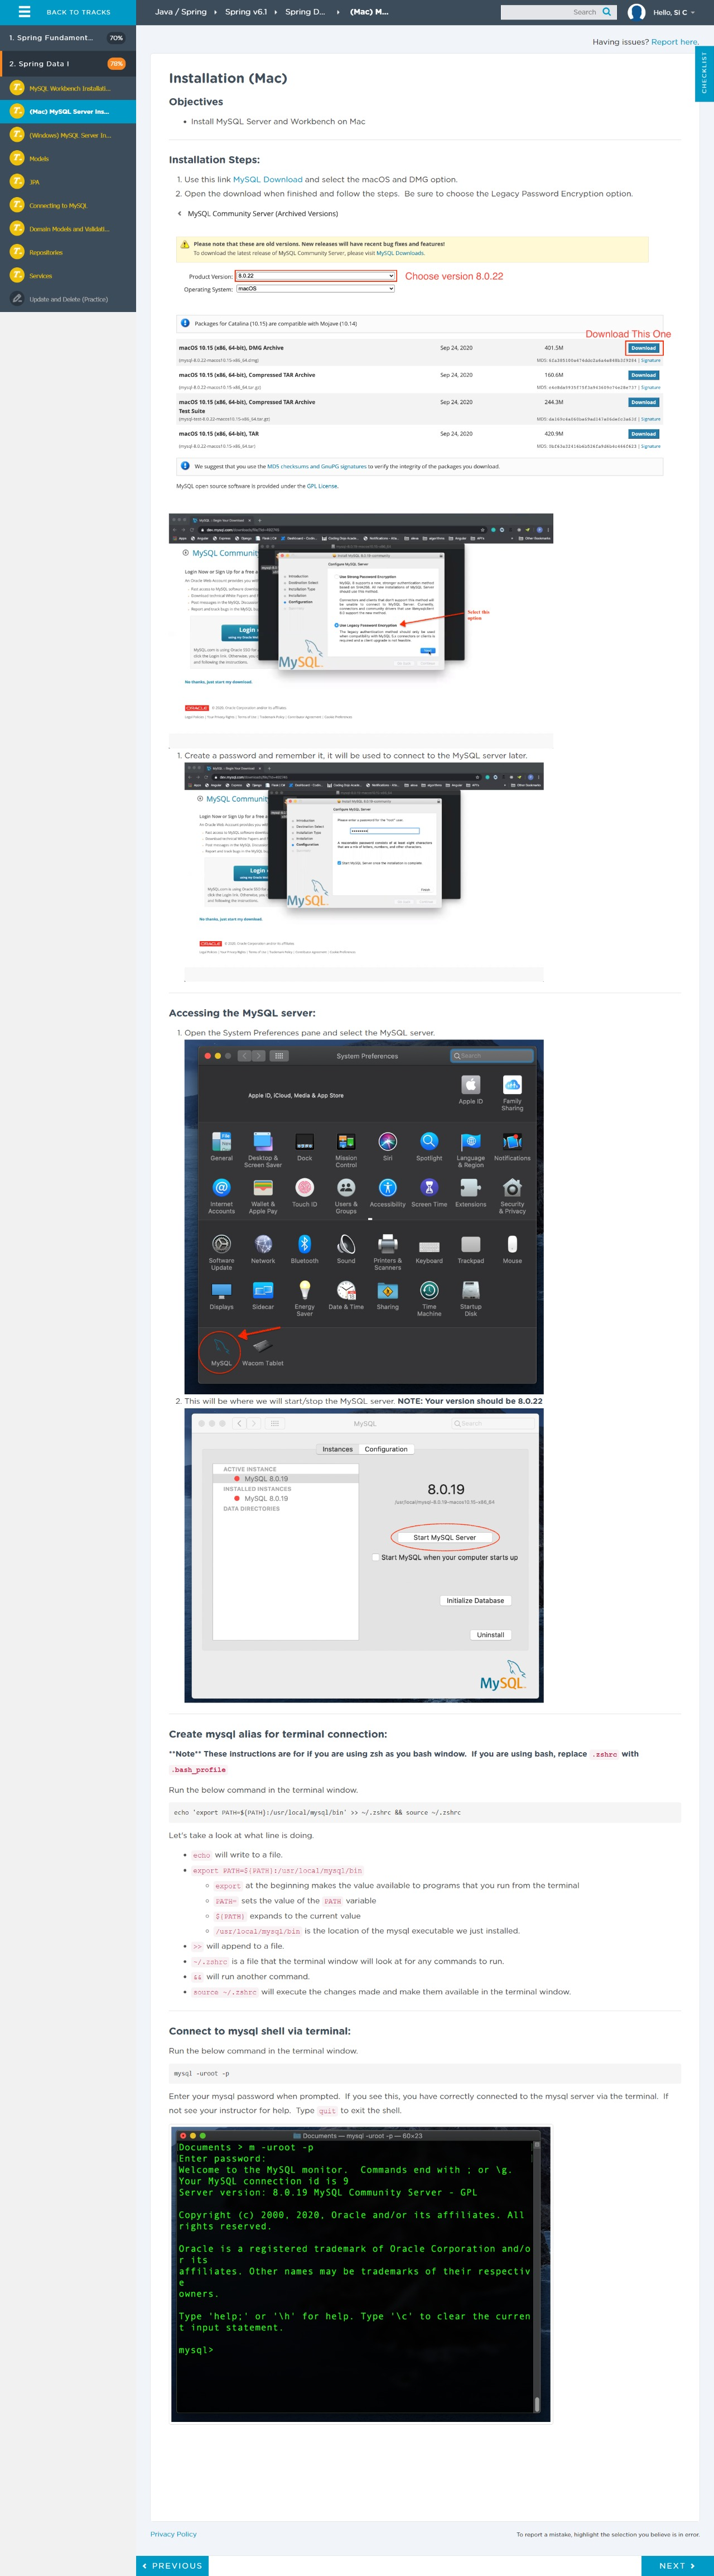 BACK TO TRACKS
Java / Spring
Spring v6.1
Spring D...
(Mac) M...
Search
Hello, Si C
1. Spring Fundament...
70%
2. Spring Data I
78%
MySQL Workbench Installati...
(Mac) MySQL Server Ins...
(Windows) MySQL Server In...
Models
JPA
Connecting to MySQL
Domain Models and Validati...
Repositories
Services
Update and Delete (Practice)
Having issues? Report here.
CHECKLIST
Installation (Mac)
Objectives
Install MySQL Server and Workbench on Mac
Installation Steps:
1. Use this link MySQL Download and select the macOS and DMG option.
2. Open the download when finished and follow the steps. Be sure to choose the Legacy Password Encryption option.
MySQL Community Server (Archived Versions)
Please note that these are old versions. New releases will have recent bug fixes and features!
To download the latest release of MySQL Community Server, please visit MySQL Downloads.
Product Version: 8.0.22
Choose version 8.0.22
Operating System: macOS
Packages for Catalina (10.15) are compatible with Mojave (10.14)
Download This One
macOS 10.15 (x86, 64-bit), DMG Archive
Sep 24, 2020
401.5M
Download
(mysql-8.0.22-macos10.15-x86_64.dmg)
Signature
macOS 10.15 (x86, 64-bit), Compressed TAR Archive
Sep 24, 2020
160.6M
Download
(mysql-8.0.22-macos10.15-x86_64.tar.gz)
Signature
macOS 10.15 (x86, 64-bit), Compressed TAR Archive
Test Suite
Sep 24, 2020
244.3M
Download
(mysql-test-8.0.22-macos10.15-x86_64.tar.gz)
Signature
macOS 10.15 (x86, 64-bit), TAR
Sep 24, 2020
420.9M
Download
(mysql-8.0.22-macos10.15-x86_64.tar)
Signature
We suggest that you use the MD5 checksums and GnuPG signatures to verify the integrity of the packages you download.
MySQL open source software is provided under the GPL License.
MySQL Community
Login Now or Sign Up for a free
Configure MySQL Server
Use Strong Password Encryption
Use Legacy Password Encryption
Select this
option
Login
MySQL
No thanks, just start my download.
ORACLE
1. Create a password and remember it, it will be used to connect to the MySQL server later.
MySQL Community
Login Now or Sign Up for a free
Configure MySQL Server
Login
MySQL
No thanks, just start my download.
ORACLE
Accessing the MySQL server:
1. Open the System Preferences pane and select the MySQL server.
System Preferences
Search
Apple ID, iCloud, Media & App Store
Apple ID
Family Sharing
General
Desktop & Screen Saver
Dock
Mission Control
Siri
Spotlight
Language & Region
Notifications
Internet Accounts
Wallet & Apple Pay
Touch ID
Users & Groups
Accessibility
Screen Time
Extensions
Security & Privacy
Software Update
Network
Bluetooth
Sound
Printers & Scanners
Keyboard
Trackpad
Mouse
Displays
Sidecar
Energy Saver
Date & Time
Sharing
Time Machine
Startup Disk
MySQL
Wacom Tablet
2. This will be where we will start/stop the MySQL server. NOTE: Your version should be 8.0.22
MySQL
Search
Instances
Configuration
ACTIVE INSTANCE
MySQL 8.0.19
INSTALLED INSTANCES
MySQL 8.0.19
DATA DIRECTORIES
8.0.19
/usr/local/mysql-8.0.19-macos10.15-x86_64
Start MySQL Server
Start MySQL when your computer starts up
Initialize Database
Uninstall
MySQL
Create mysql alias for terminal connection:
**Note** These instructions are for if you are using zsh as you bash window. If you are using bash, replace .zshrc with
.bash_profile
Run the below command in the terminal window.
echo 'export PATH=${PATH}:/usr/local/mysql/bin' >> ~/.zshrc && source ~/.zshrc
Let's take a look at what line is doing.
echo will write to a file.
export PATH=${PATH}:/usr/local/mysql/bin
export at the beginning makes the value available to programs that you run from the terminal
PATH= sets the value of the PATH variable
${PATH} expands to the current value
/usr/local/mysql/bin is the location of the mysql executable we just installed.
>> will append to a file.
~/.zshrc is a file that the terminal window will look at for any commands to run.
&& will run another command.
source ~/.zshrc will execute the changes made and make them available in the terminal window.
Connect to mysql shell via terminal:
Run the below command in the terminal window.
mysql -uroot -p
Enter your mysql password when prompted. If you see this, you have correctly connected to the mysql server via the terminal. If
not see your instructor for help. Type quit to exit the shell.
Documents — mysql -uroot -p — 60×23
Documents > m -uroot -p
Enter password:
Welcome to the MySQL monitor. Commands end with ; or \g.
Your MySQL connection id is 9
Server version: 8.0.19 MySQL Community Server - GPL
Copyright (c) 2000, 2020, Oracle and/or its affiliates. All
rights reserved.
Oracle is a registered trademark of Oracle Corporation and/o
r its
affiliates. Other names may be trademarks of their respectiv
e
owners.
Type 'help;' or '\h' for help. Type '\c' to clear the curren
t input statement.
mysql>
Privacy Policy
To report a mistake, highlight the selection you believe is in error.
PREVIOUS
NEXT